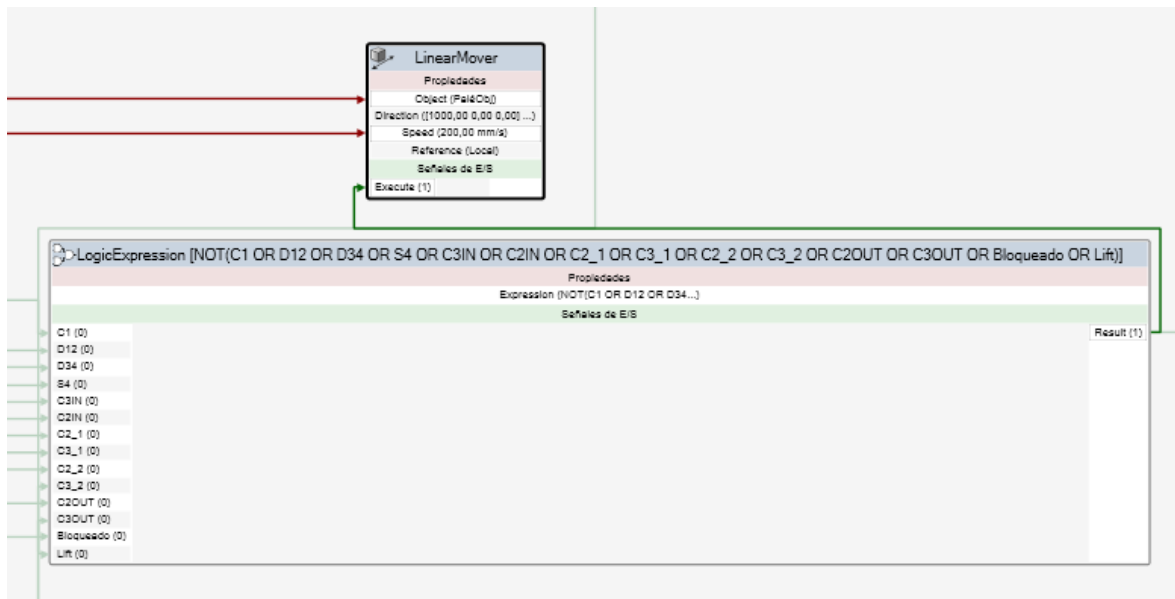 LinearMover
Propiedades
Object (PaléObj)
Direction ([1000,00 0,00 0,00] ...)
Speed (200,00 mm/s)
Reference (Local)
Señales de E/S
Execute (1)
LogicExpression [NOT(C1 OR D12 OR D34 OR S4 OR C3IN OR C2IN OR C2_1 OR C3_1 OR C2_2 OR C3_2 OR C2OUT OR C3OUT OR Bloqueado OR Lift)]
Propiedades
Expression (NOT(C1 OR D12 OR D34...)
Señales de E/S
C1 (0)
Result (1)
D12 (0)
D34 (0)
S4 (0)
C3IN (0)
C2IN (0)
C2_1 (0)
C3_1 (0)
C2_2 (0)
C3_2 (0)
C2OUT (0)
C3OUT (0)
Bloqueado (0)
Lift (0)